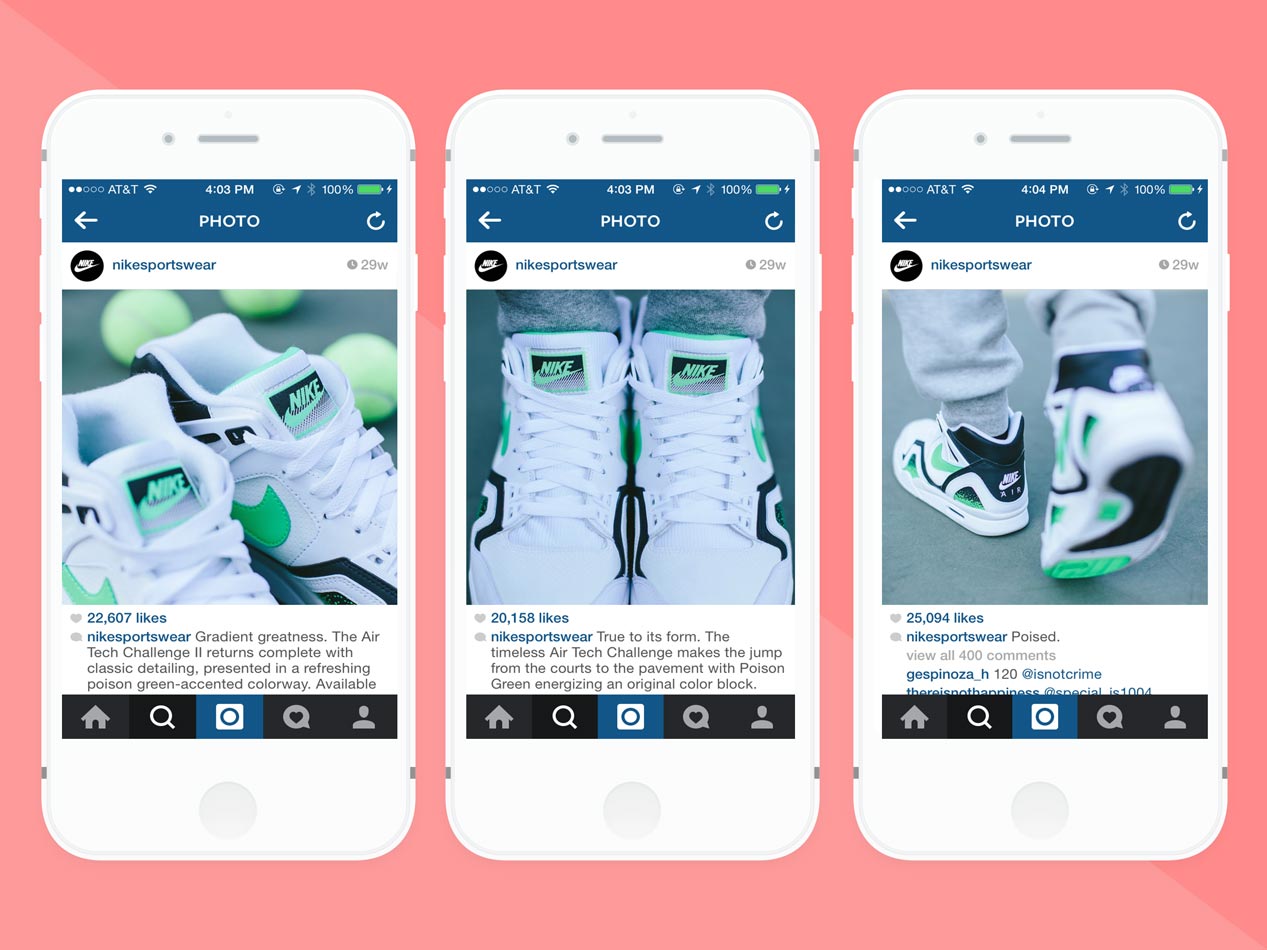 AT&T 4:03 PM 100%
PHOTO
NIKE nikesportswear 29w
NIKE
NIKE
22,607 likes
nikesportswear Gradient greatness. The Air
Tech Challenge II returns complete with
classic detailing, presented in a refreshing
poison green-accented colorway. Available
AT&T 4:03 PM 100%
PHOTO
NIKE nikesportswear 29w
NIKE NIKE
20,158 likes
nikesportswear True to its form. The
timeless Air Tech Challenge makes the jump
from the courts to the pavement with Poison
Green energizing an original color block.
AT&T 4:04 PM 100%
PHOTO
NIKE nikesportswear 29w
NIKE
AIR
25,094 likes
nikesportswear Poised.
view all 400 comments
gespinoza_h 120 @isnotcrime
thereisnothappiness @special_is1004